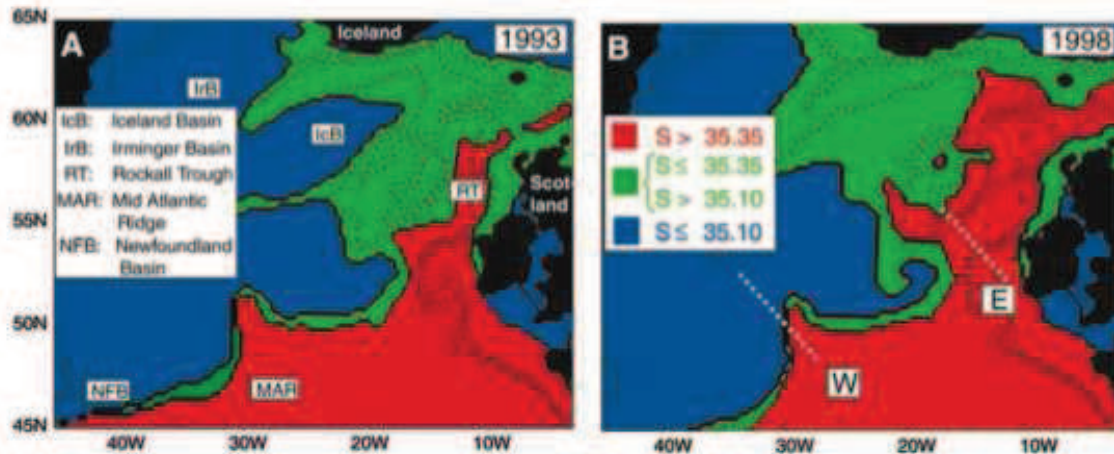 65N
60N
55N
50N
45N
A
Iceland
1993
IrB
IcB: Iceland Basin
IrB: Irminger Basin
RT: Rockall Trough
MAR: Mid Atlantic
Ridge
NFB: Newfoundland
Basin
IcB
RT
Scot
land
NFB
MAR
40W
30W
20W
10W
B
1998
S > 35.35
S ≤ 35.35
S > 35.10
S ≤ 35.10
E
W
40W
30W
20W
10W